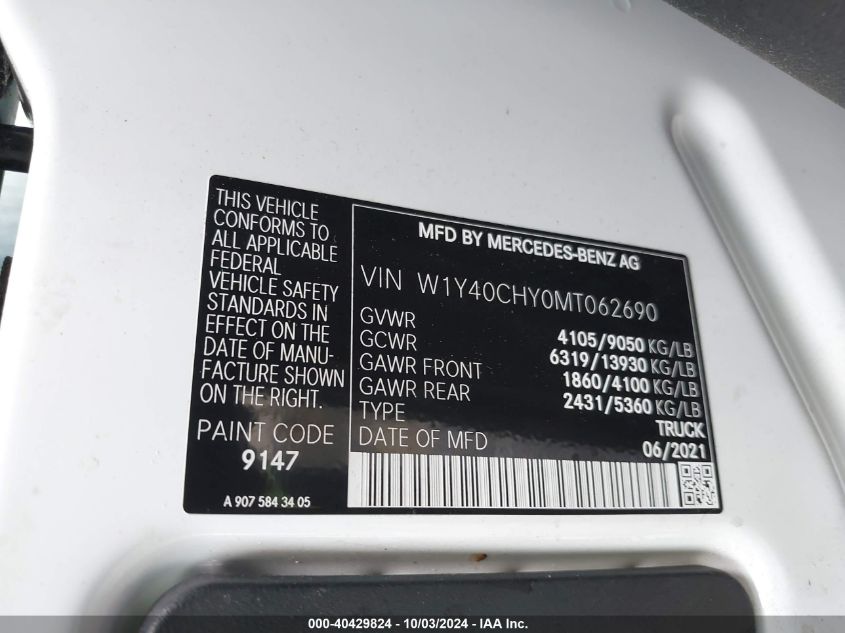 THIS VEHICLE
CONFORMS TO
ALL APPLICABLE
FEDERAL
VEHICLE SAFETY
STANDARDS IN
EFFECT ON THE
DATE OF MANU-
FACTURE SHOWN
ON THE RIGHT.
PAINT CODE
9147
A 907 584 34 05
MFD BY MERCEDES-BENZ AG
VIN W1Y40CHY0MT062690
GVWR 4105/9050 KG/LB
GCWR 6319/13930 KG/LB
GAWR FRONT 1860/4100 KG/LB
GAWR REAR 2431/5360 KG/LB
TYPE TRUCK
DATE OF MFD 06/2021
000-40429824 - 10/03/2024 - IAA Inc.